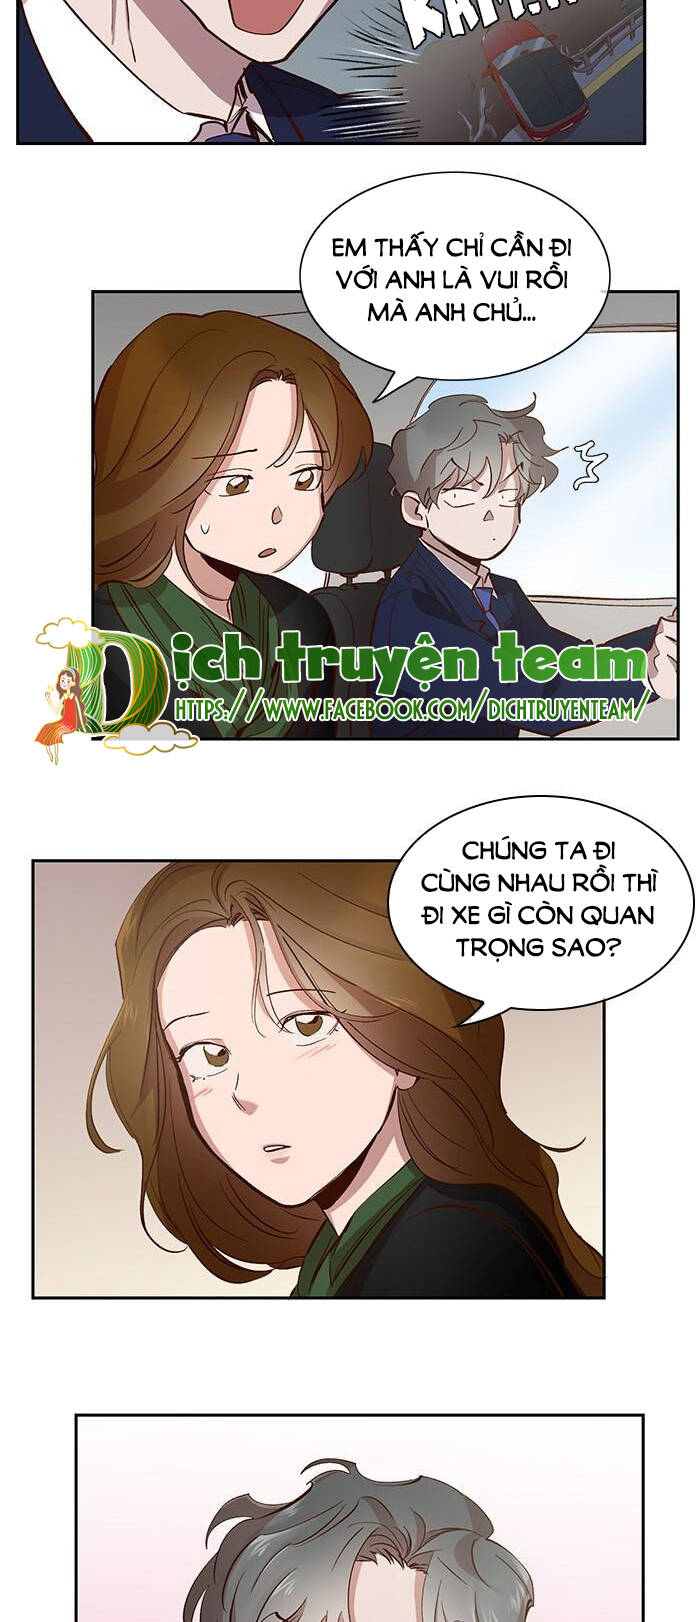 EM THẤY CHỈ CẦN ĐI
VỚI ANH LÀ VUI RỒI
MÀ ANH CHỦ...
Dịch truyện team
HTTPS://WWW.FACEBOOK.COM/DICHTRUYENTEAM/
CHÚNG TA ĐI
CÙNG NHAU RỒI THÌ
ĐI XE GÌ CÒN QUAN
TRỌNG SAO?